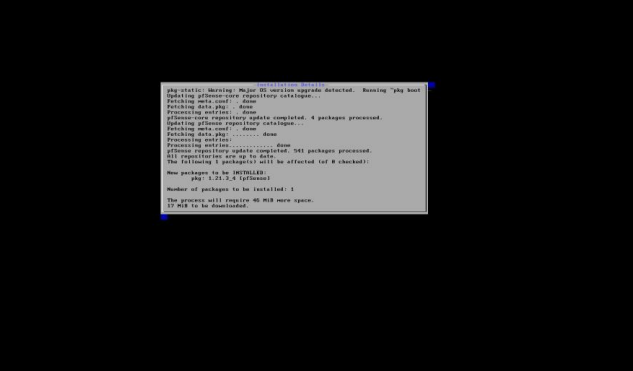 Installation Details
pkg-static: Warning: Major OS version upgrade detected.  Running "pkg boot
Updating pfSense-core repository catalogue...
Fetching meta.conf: . done
Fetching data.pkg: . done
Processing entries: . done
pfSense-core repository update completed. 4 packages processed.
Updating pfSense repository catalogue...
Fetching meta.conf: . done
Fetching data.pkg: ........ done
Processing entries:
Processing entries............. done
pfSense repository update completed. 541 packages processed.
All repositories are up to date.
The following 1 package(s) will be affected (of 0 checked):
New packages to be INSTALLED:
pkg: 1.21.3_4 [pfSense]
Number of packages to be installed: 1
The process will require 46 MiB more space.
17 MiB to be downloaded.